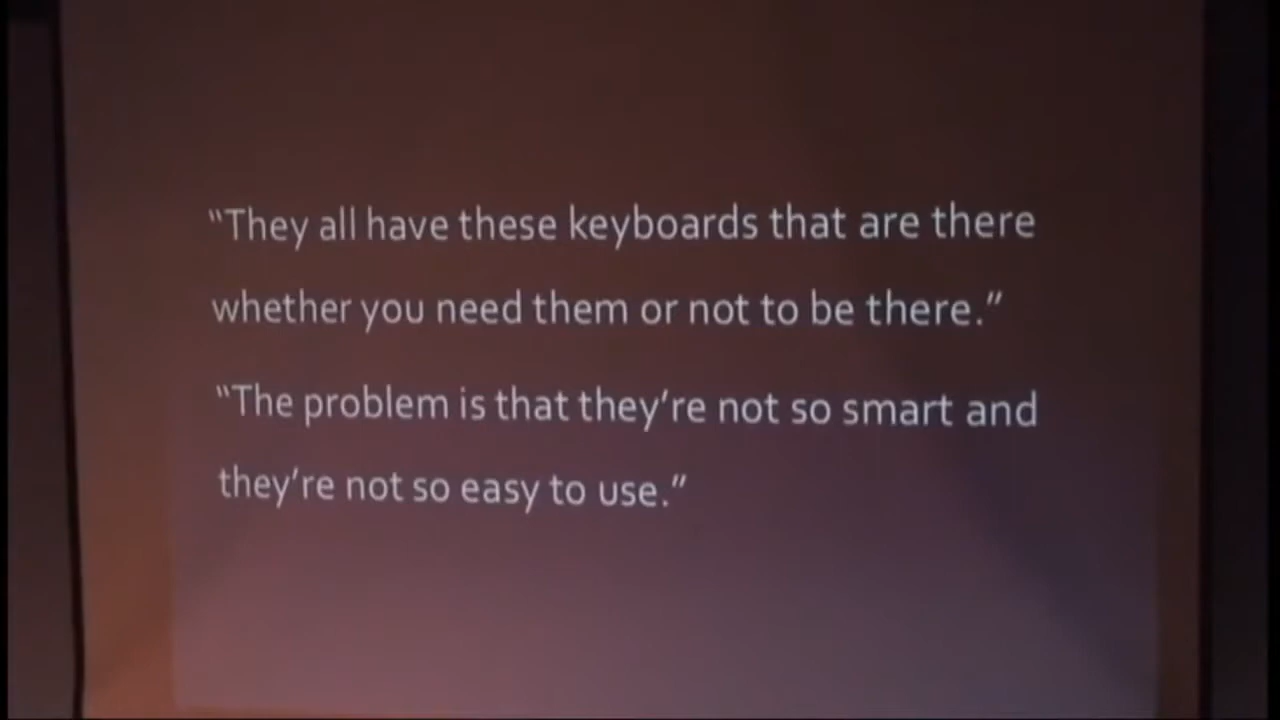 “They all have these keyboards that are there
whether you need them or not to be there.”
“The problem is that they’re not so smart and
they’re not so easy to use.”